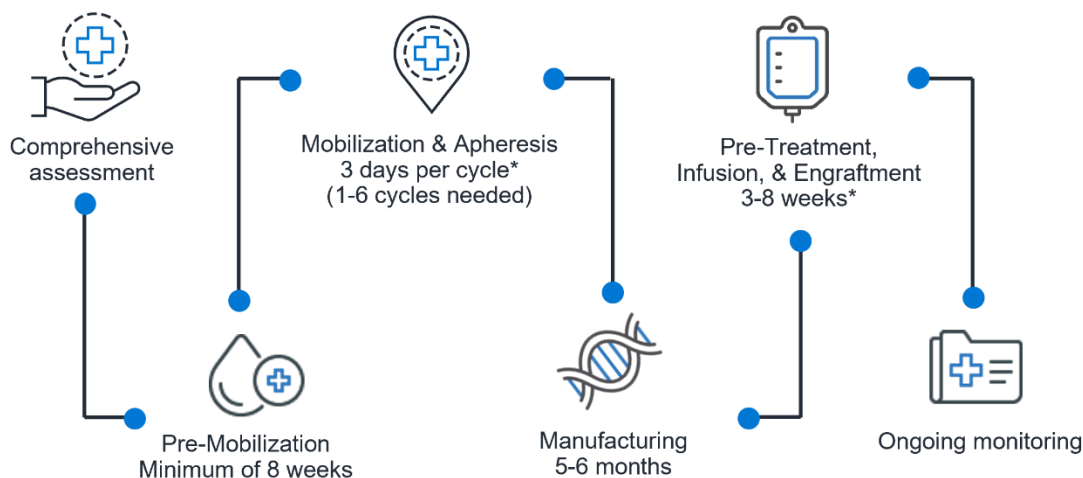 Comprehensive
assessment
Pre-Mobilization
Minimum of 8 weeks
Mobilization & Apheresis
3 days per cycle*
(1-6 cycles needed)
Manufacturing
5-6 months
Pre-Treatment,
Infusion, & Engraftment
3-8 weeks*
Ongoing monitoring